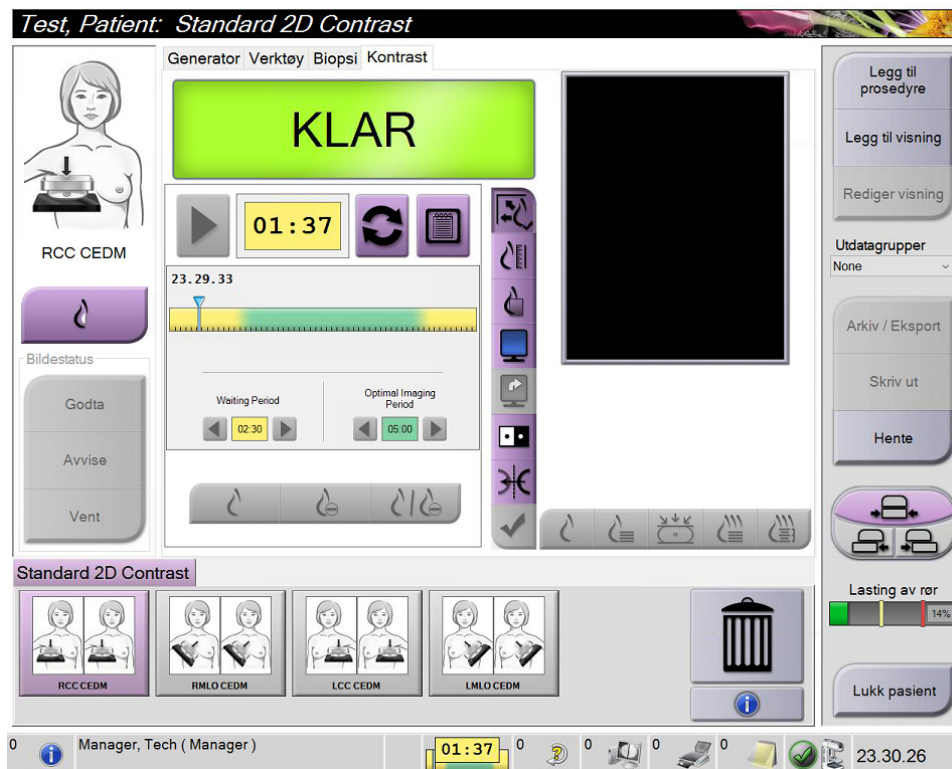 Test, Patient: Standard 2D Contrast
Generator Verktøy Biopsi Kontrast
KLAR
RCC CEDM
01:37
23.29.33
Waiting Period
Optimal Imaging
Period
02:30
05:00
Bildestatus
Godta
Avvise
Vent
Legg til
prosedyre
Legg til visning
Rediger visning
Utdatagrupper
None
Arkiv / Eksport
Skriv ut
Hente
Lasting av rør
14%
Lukk pasient
Standard 2D Contrast
RCC CEDM
RMLO CEDM
LCC CEDM
LMLO CEDM
0 Manager, Tech ( Manager ) 01:37 0 0 0 0 23.30.26